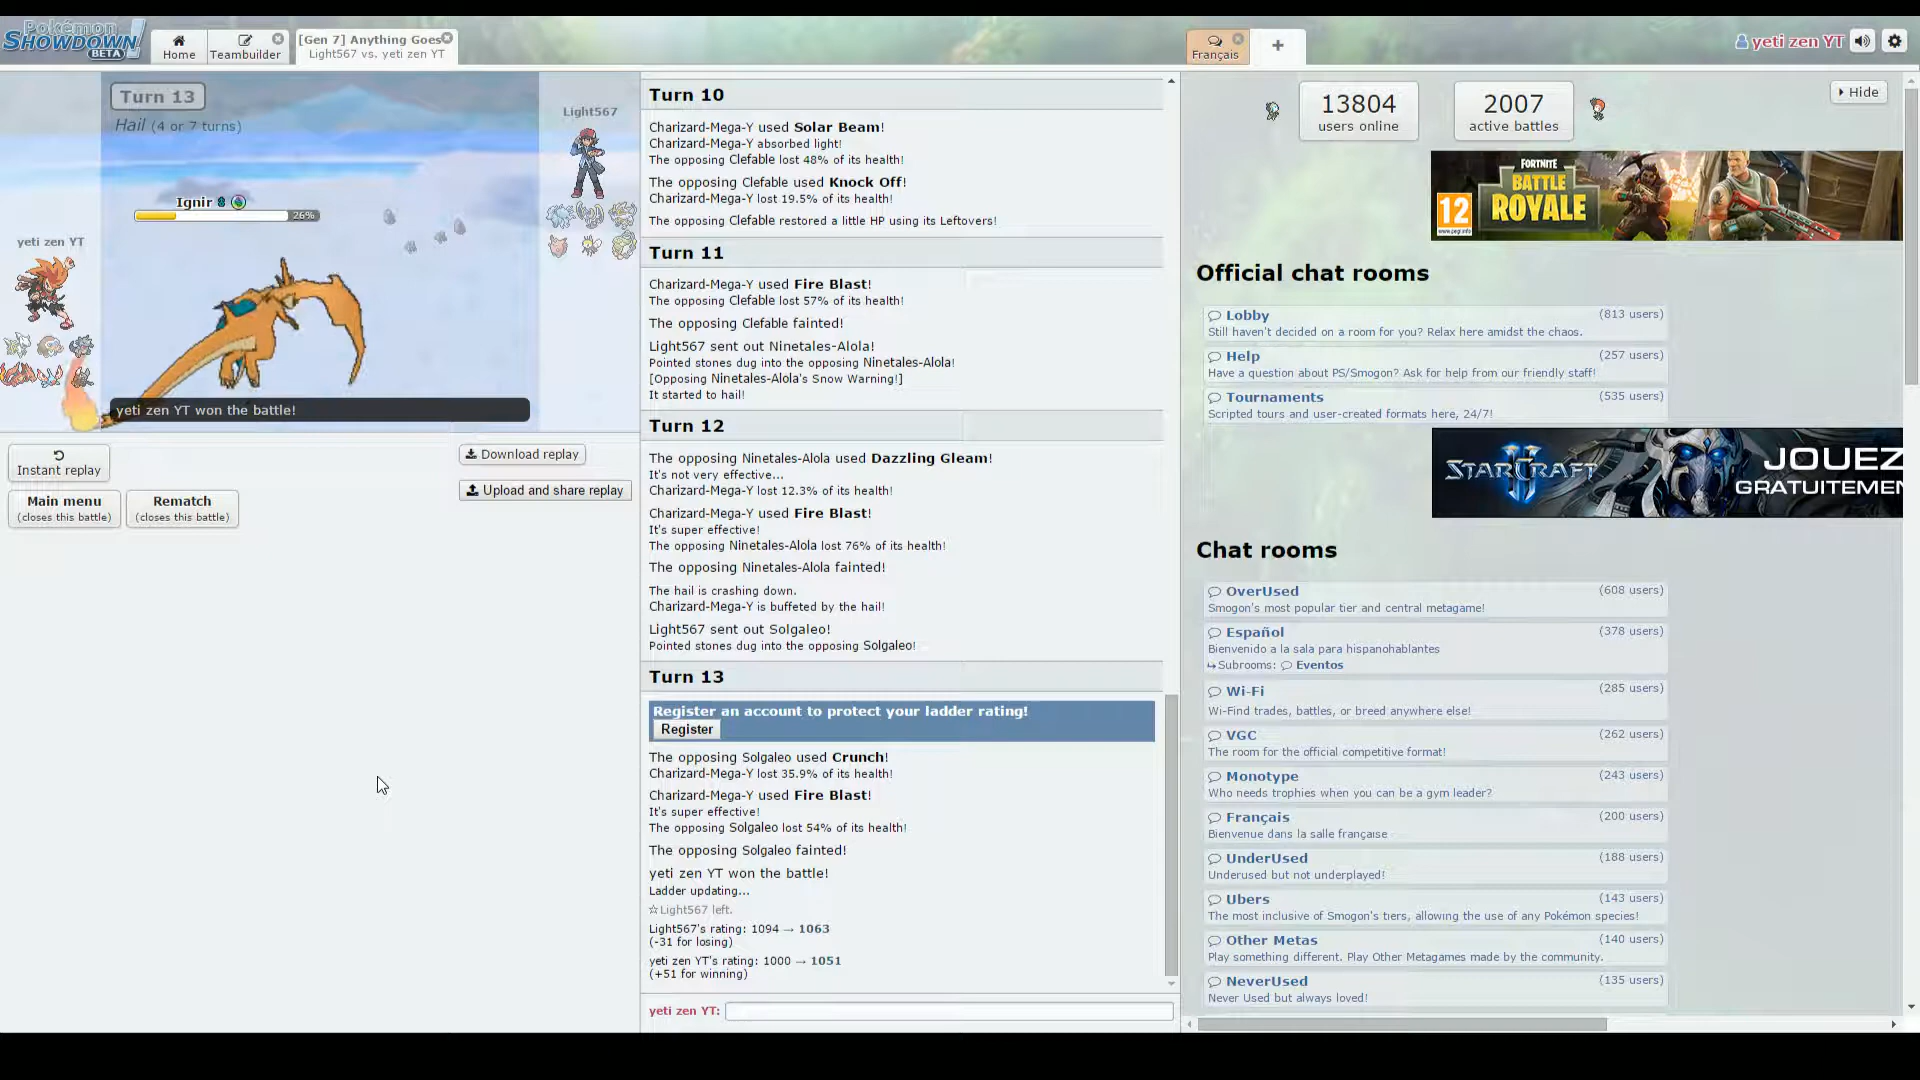 Pokémon
SHOWDOWN!
BETA
Home
Teambuilder
[Gen 7] Anything Goes
Light567 vs. yeti zen YT
Français
+
yeti zen YT
Turn 13
Hail (4 or 7 turns)
Light567
Ignir
26%
yeti zen YT
yeti zen YT won the battle!
Instant replay
Download replay
Upload and share replay
Main menu
(closes this battle)
Rematch
(closes this battle)
Turn 10
Charizard-Mega-Y used Solar Beam!
Charizard-Mega-Y absorbed light!
The opposing Clefable lost 48% of its health!
The opposing Clefable used Knock Off!
Charizard-Mega-Y lost 19.5% of its health!
The opposing Clefable restored a little HP using its Leftovers!
Turn 11
Charizard-Mega-Y used Fire Blast!
The opposing Clefable lost 57% of its health!
The opposing Clefable fainted!
Light567 sent out Ninetales-Alola!
Pointed stones dug into the opposing Ninetales-Alola!
[Opposing Ninetales-Alola's Snow Warning!]
It started to hail!
Turn 12
The opposing Ninetales-Alola used Dazzling Gleam!
It's not very effective...
Charizard-Mega-Y lost 12.3% of its health!
Charizard-Mega-Y used Fire Blast!
It's super effective!
The opposing Ninetales-Alola lost 76% of its health!
The opposing Ninetales-Alola fainted!
The hail is crashing down.
Charizard-Mega-Y is buffeted by the hail!
Light567 sent out Solgaleo!
Pointed stones dug into the opposing Solgaleo!
Turn 13
Register an account to protect your ladder rating!
Register
The opposing Solgaleo used Crunch!
Charizard-Mega-Y lost 35.9% of its health!
Charizard-Mega-Y used Fire Blast!
It's super effective!
The opposing Solgaleo lost 54% of its health!
The opposing Solgaleo fainted!
yeti zen YT won the battle!
Ladder updating...
☆Light567 left.
Light567's rating: 1094 → 1063
(-31 for losing)
yeti zen YT's rating: 1000 → 1051
(+51 for winning)
yeti zen YT:
Hide
13804
users online
2007
active battles
FORTNITE
BATTLE
ROYALE
12
www.pegi.info
Official chat rooms
Lobby (813 users)
Still haven't decided on a room for you? Relax here amidst the chaos.
Help (257 users)
Have a question about PS/Smogon? Ask for help from our friendly staff!
Tournaments (535 users)
Scripted tours and user-created formats here, 24/7!
STARCRAFT
II
JOUEZ
GRATUITEMEN
Chat rooms
OverUsed (608 users)
Smogon's most popular tier and central metagame!
Español (378 users)
Bienvenido a la sala para hispanohablantes
↳Subrooms: Eventos
Wi-Fi (285 users)
Wi-Find trades, battles, or breed anywhere else!
VGC (262 users)
The room for the official competitive format!
Monotype (243 users)
Who needs trophies when you can be a gym leader?
Français (200 users)
Bienvenue dans la salle française
UnderUsed (188 users)
Underused but not underplayed!
Ubers (143 users)
The most inclusive of Smogon's tiers, allowing the use of any Pokémon species!
Other Metas (140 users)
Play something different. Play Other Metagames made by the community.
NeverUsed (135 users)
Never Used but always loved!